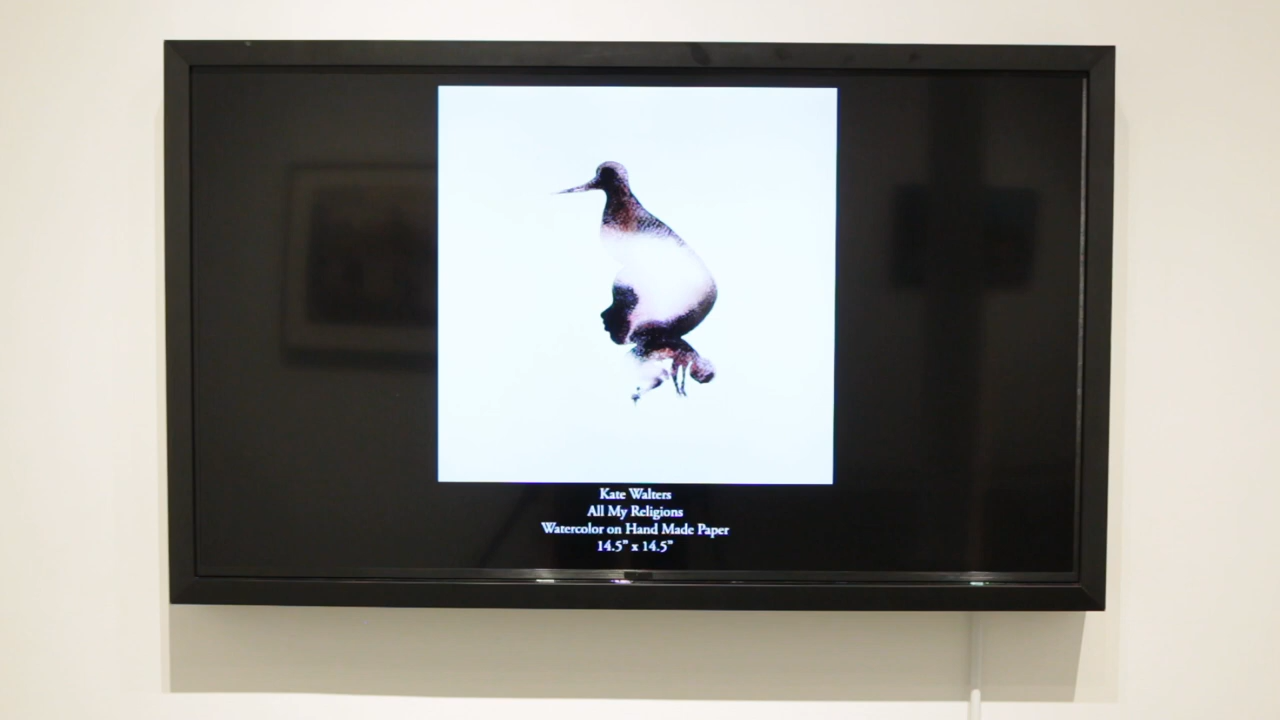 Kate Walters
All My Religions
Watercolor on Hand Made Paper
14.5” x 14.5”